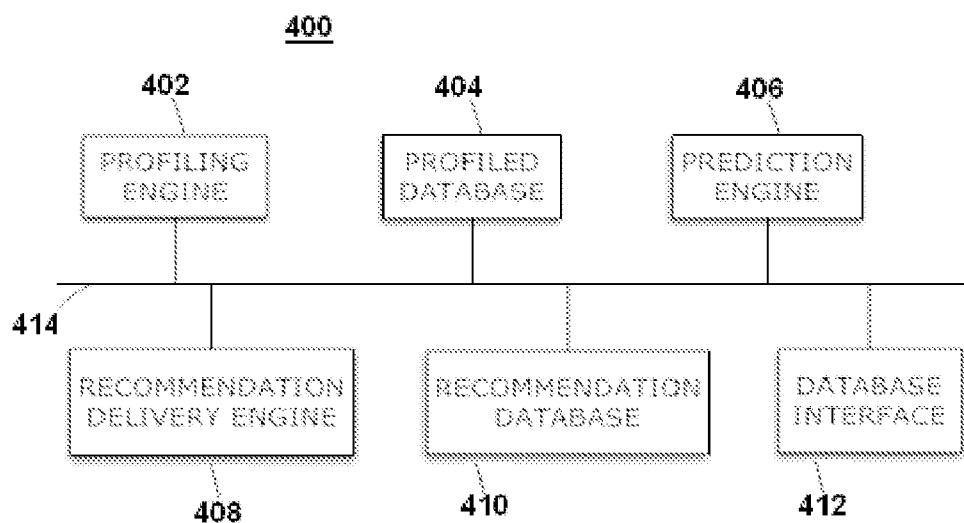 400
402
404
406
PROFILING
ENGINE
PROFILED
DATABASE
PREDICTION
ENGINE
414
RECOMMENDATION
DELIVERY ENGINE
RECOMMENDATION
DATABASE
DATABASE
INTERFACE
408
410
412